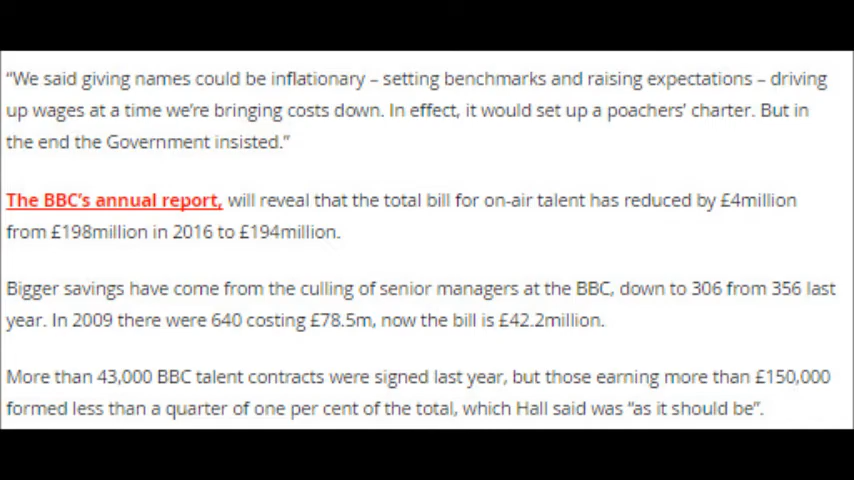 “We said giving names could be inflationary – setting benchmarks and raising expectations – driving
up wages at a time we’re bringing costs down. In effect, it would set up a poachers’ charter. But in
the end the Government insisted.”
The BBC’s annual report, will reveal that the total bill for on-air talent has reduced by £4million
from £198million in 2016 to £194million.
Bigger savings have come from the culling of senior managers at the BBC, down to 306 from 356 last
year. In 2009 there were 640 costing £78.5m, now the bill is £42.2million.
More than 43,000 BBC talent contracts were signed last year, but those earning more than £150,000
formed less than a quarter of one per cent of the total, which Hall said was “as it should be”.